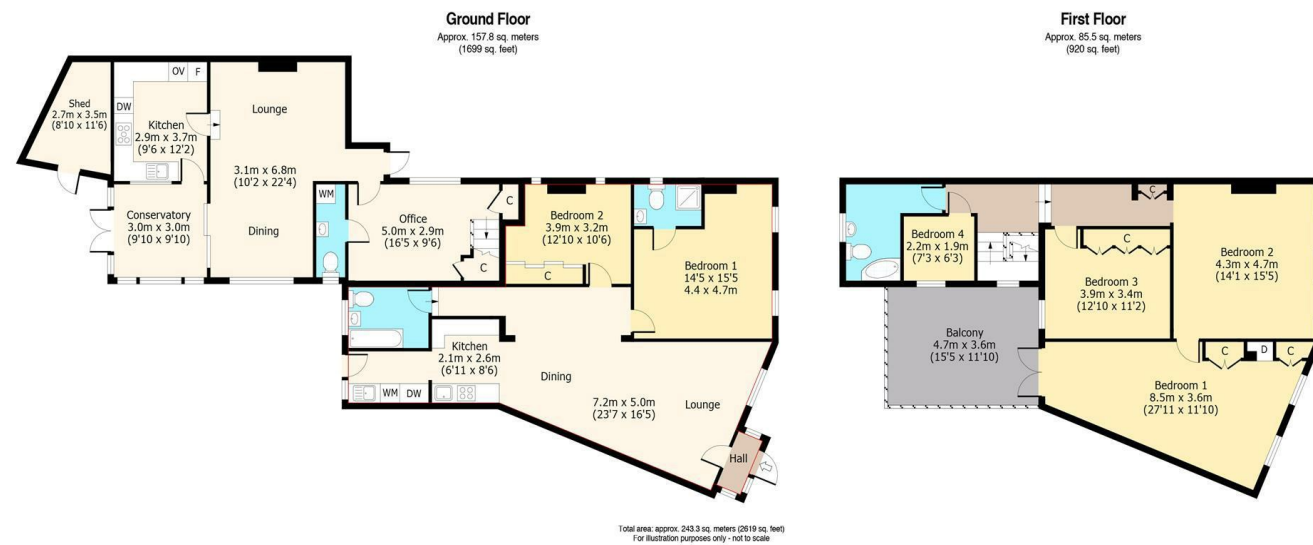 Ground Floor
Approx. 157.8 sq. meters
(1699 sq. feet)
OV
F
DW
Shed
2.7m x 3.5m
(8'10 x 11'6)
Kitchen
2.9m x 3.7m
(9'6 x 12'2)
Lounge
3.1m x 6.8m
(10'2 x 22'4)
Dining
Conservatory
3.0m x 3.0m
(9'10 x 9'10)
WM
Office
5.0m x 2.9m
(16'5 x 9'6)
C
C
Bedroom 2
3.9m x 3.2m
(12'10 x 10'6)
C
Bedroom 1
14'5 x 15'5
4.4 x 4.7m
Kitchen
2.1m x 2.6m
(6'11 x 8'6)
WM
DW
Dining
7.2m x 5.0m
(23'7 x 16'5)
Lounge
Hall
First Floor
Approx. 85.5 sq. meters
(920 sq. feet)
C
Bedroom 4
2.2m x 1.9m
(7'3 x 6'3)
C
Bedroom 3
3.9m x 3.4m
(12'10 x 11'2)
Bedroom 2
4.3m x 4.7m
(14'1 x 15'5)
Balcony
4.7m x 3.6m
(15'5 x 11'10)
C
D
C
Bedroom 1
8.5m x 3.6m
(27'11 x 11'10)
Total area: approx. 243.3 sq. meters (2619 sq. feet)
For illustration purposes only - not to scale